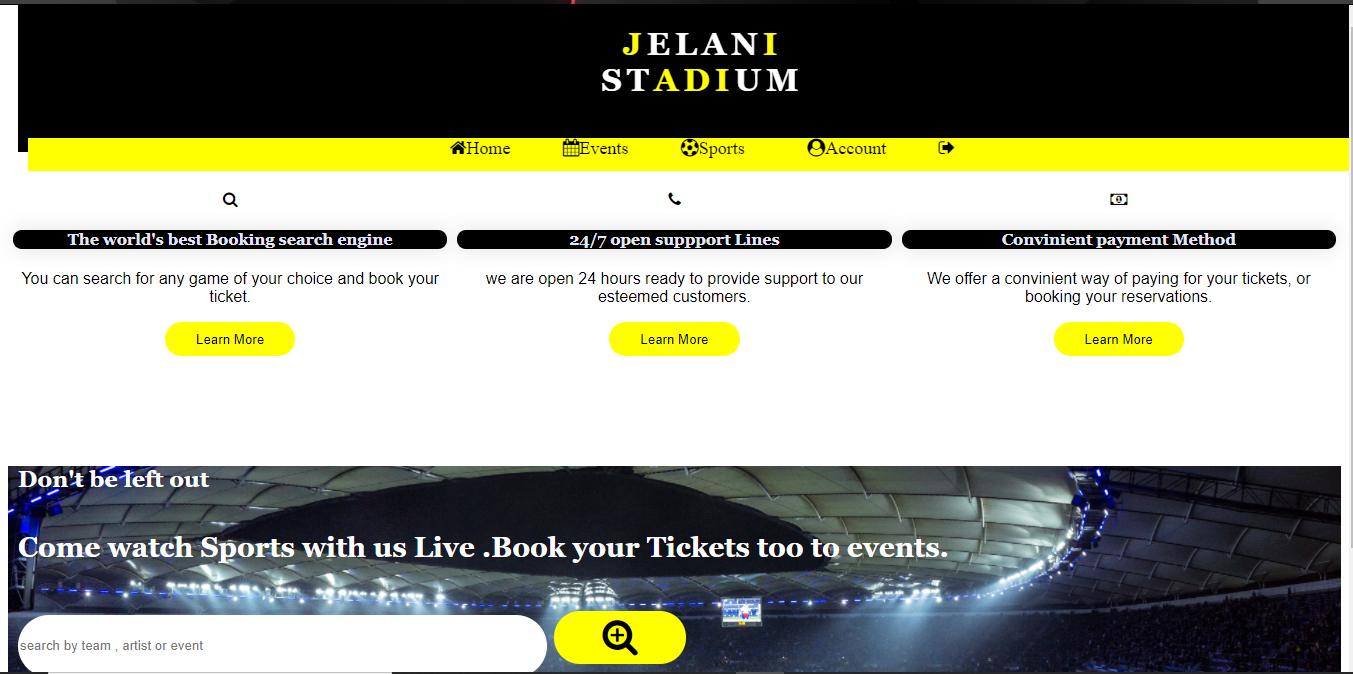 JELANI
STADIUM
Home Events Sports Account
The world's best Booking search engine
You can search for any game of your choice and book your
ticket.
Learn More
24/7 open suppport Lines
we are open 24 hours ready to provide support to our
esteemed customers.
Learn More
Convinient payment Method
We offer a convinient way of paying for your tickets, or
booking your reservations.
Learn More
Don't be left out
Come watch Sports with us Live .Book your Tickets too to events.
search by team , artist or event